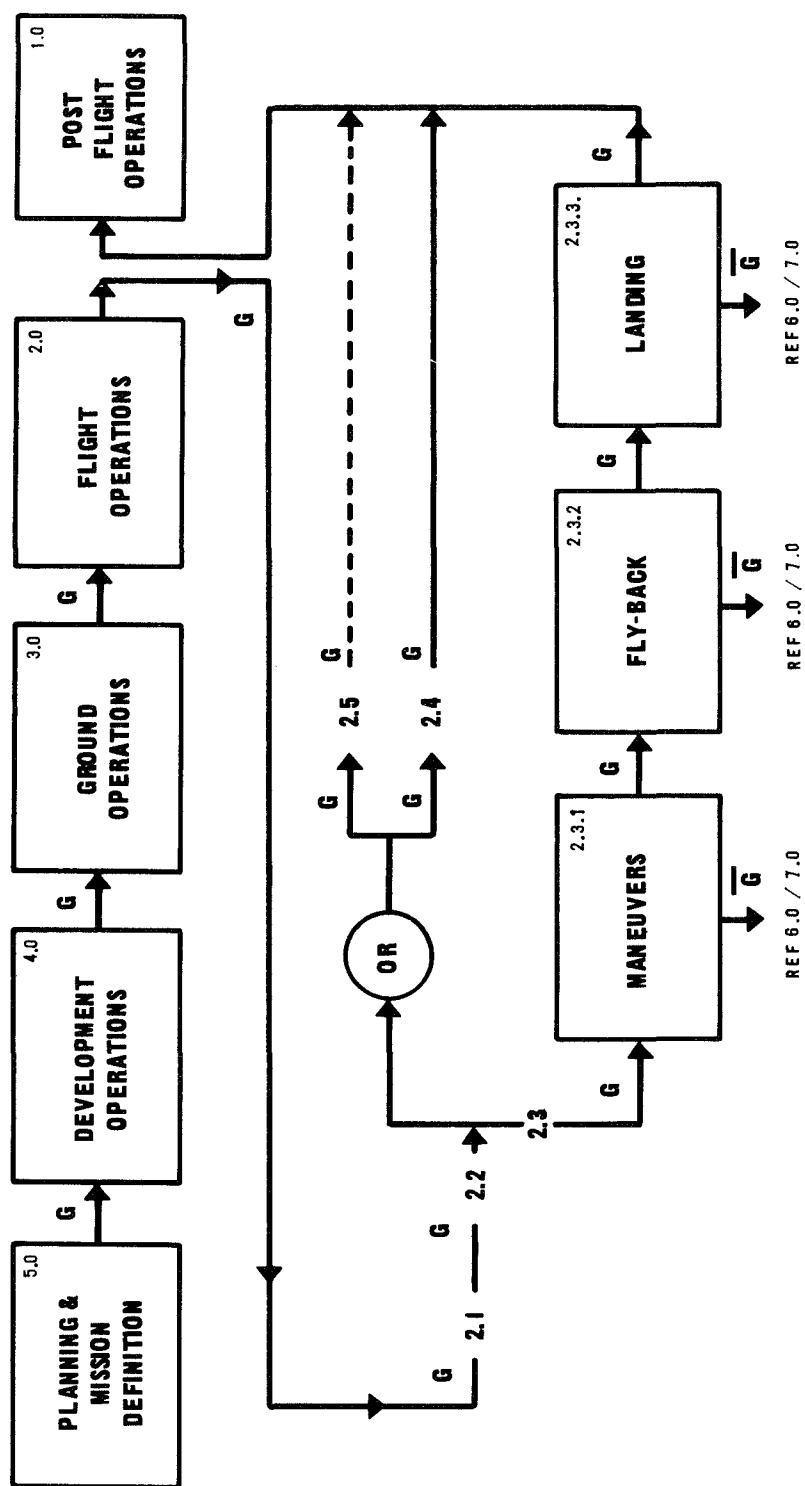 5.0
PLANNING &
MISSION
DEFINITION
G
4.0
DEVELOPMENT
OPERATIONS
G
3.0
GROUND
OPERATIONS
G
2.0
FLIGHT
OPERATIONS
1.0
POST
FLIGHT
OPERATIONS
G
G
2.1
G
2.2
2.3
OR
G
2.5
G
G
2.4
G
G
2.3.1
MANEUVERS
G
2.3.2
FLY-BACK
G
2.3.3.
LANDING
G
G̅
REF 6.0 / 7.0
G̅
REF 6.0 / 7.0
G̅
REF 6.0 / 7.0